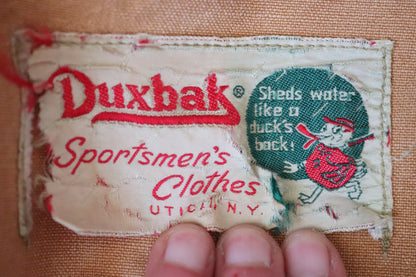 Duxbak®
Sportsmen's
Clothes
UTICA, N.Y.
Sheds water
like a
duck's
back!